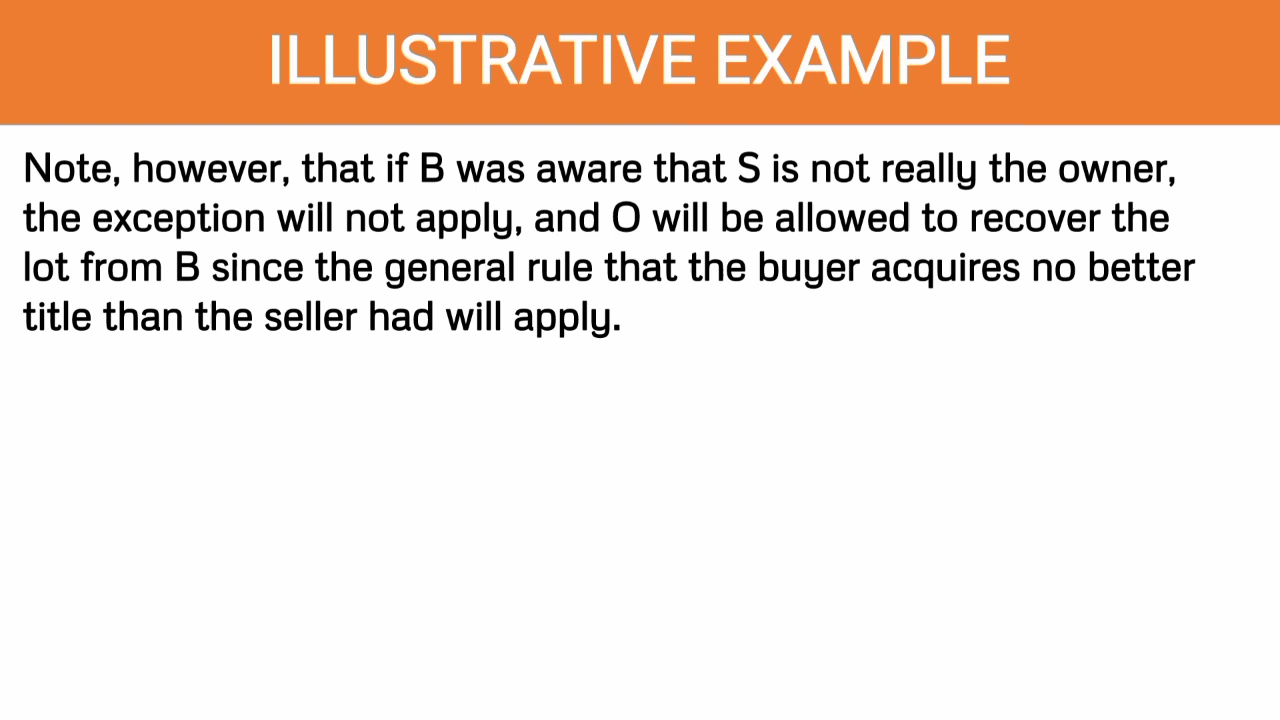 ILLUSTRATIVE EXAMPLE
Note, however, that if B was aware that S is not really the owner,
the exception will not apply, and O will be allowed to recover the
lot from B since the general rule that the buyer acquires no better
title than the seller had will apply.